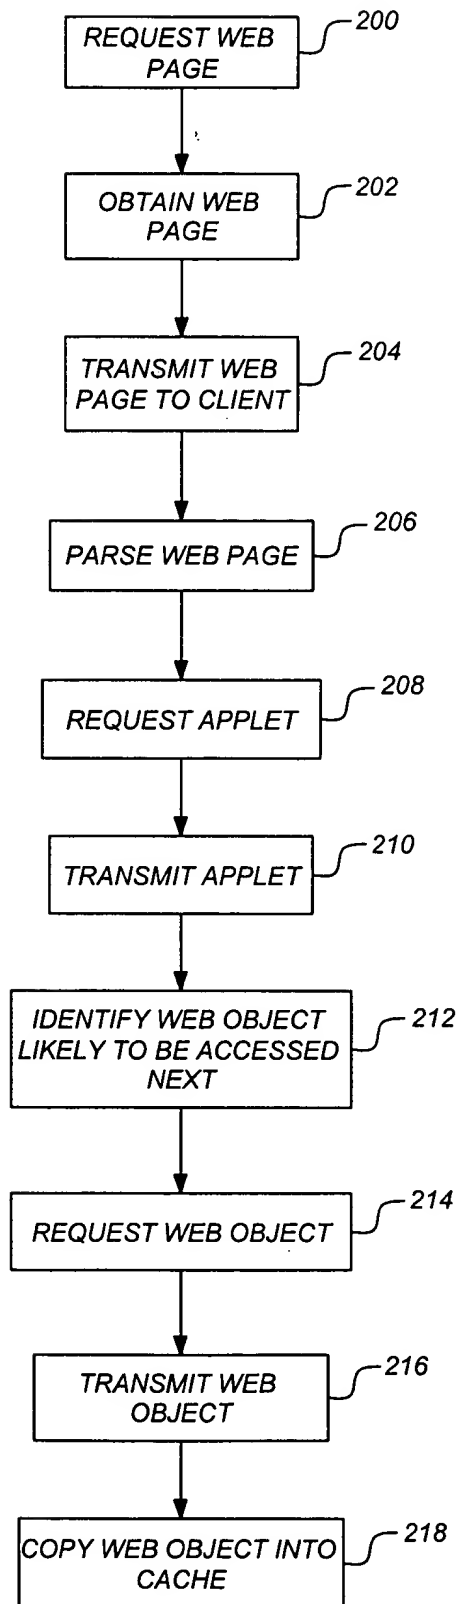 REQUEST WEB
PAGE
200
OBTAIN WEB
PAGE
202
TRANSMIT WEB
PAGE TO CLIENT
204
PARSE WEB PAGE
206
REQUEST APPLET
208
TRANSMIT APPLET
210
IDENTIFY WEB OBJECT
LIKELY TO BE ACCESSED
NEXT
212
REQUEST WEB OBJECT
214
TRANSMIT WEB
OBJECT
216
COPY WEB OBJECT INTO
CACHE
218